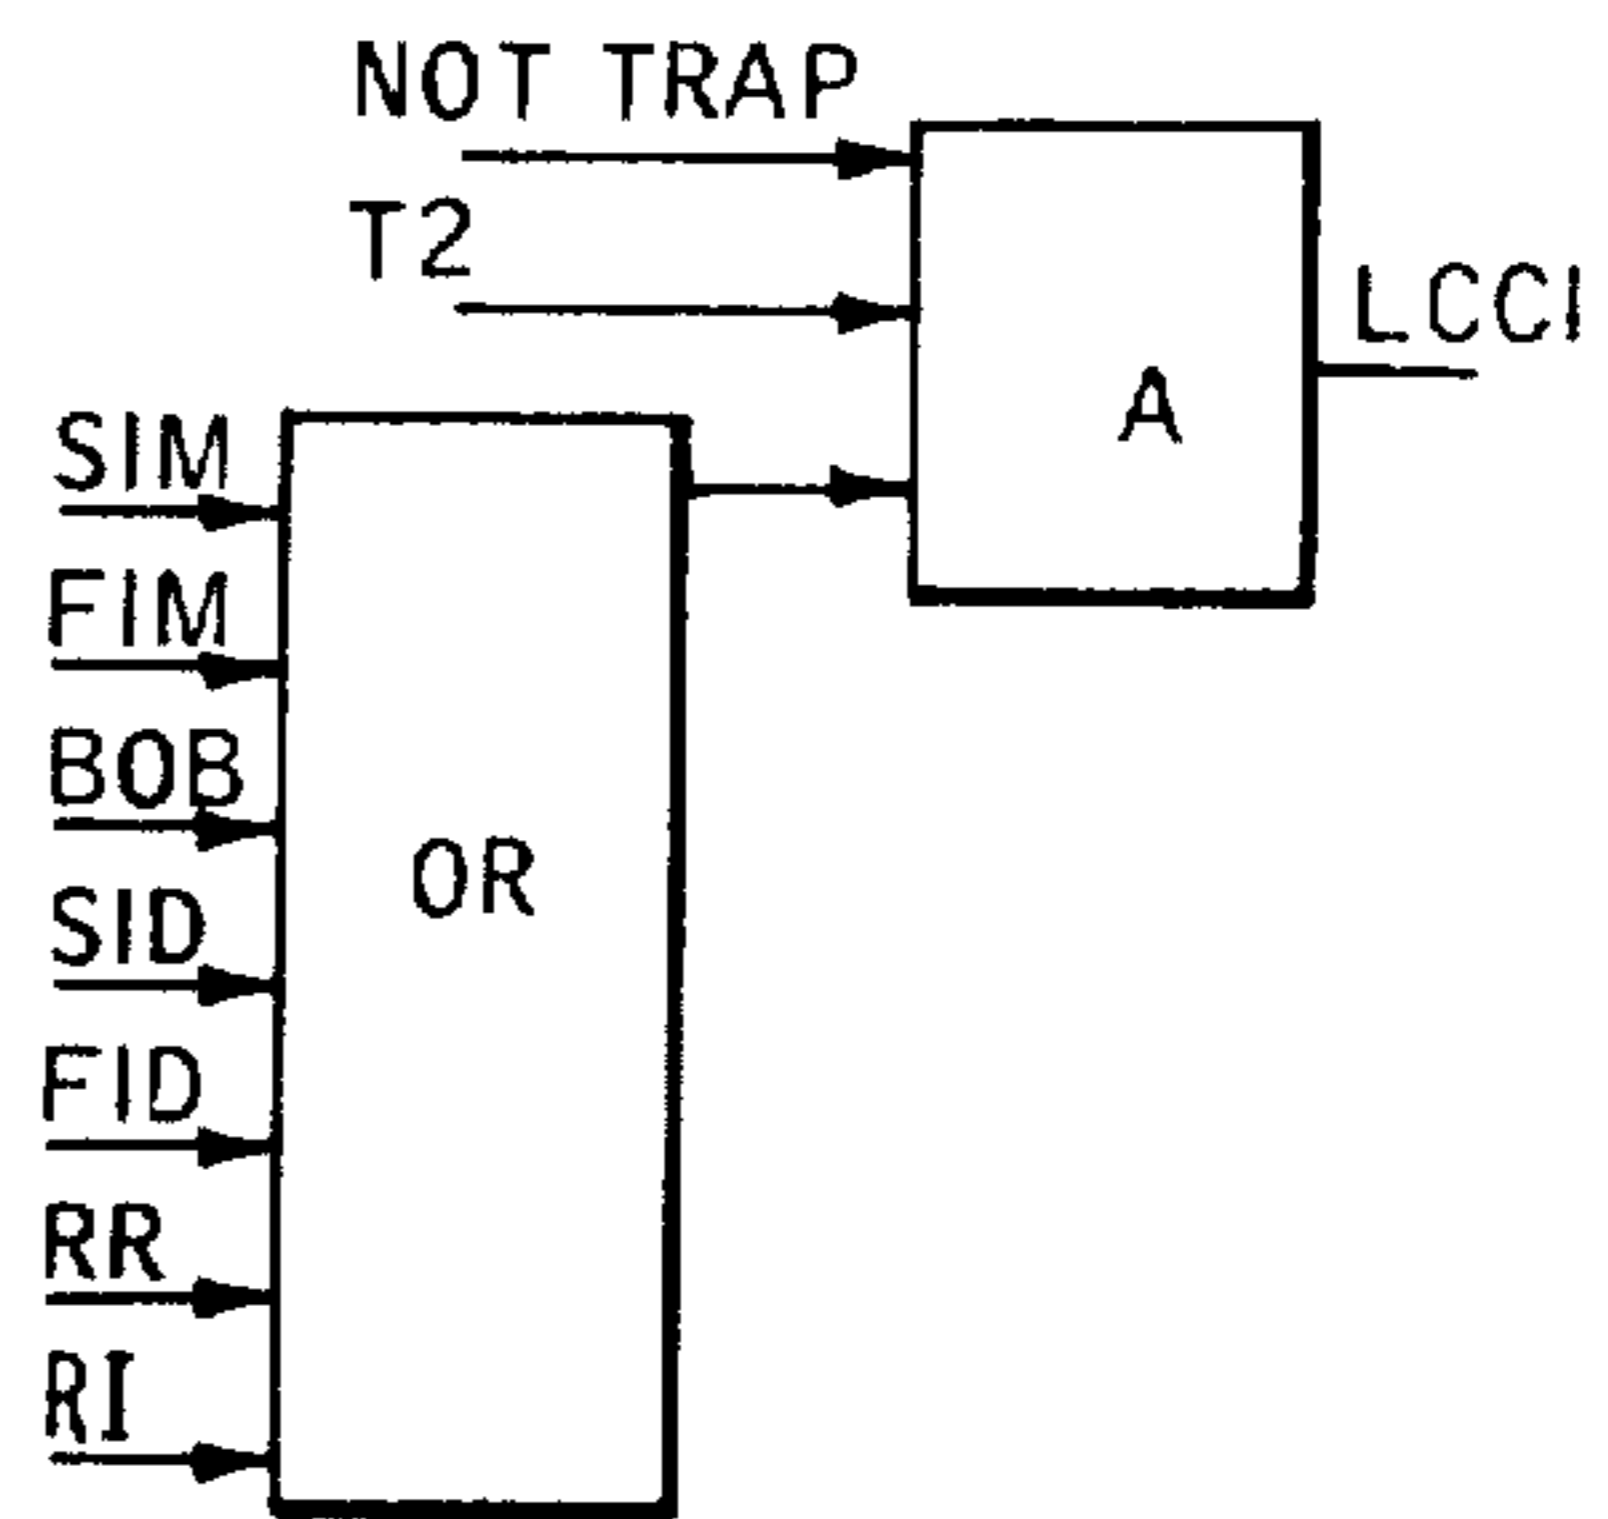 NOT TRAP
T2
LCCI
A
SIM
FIM
BOB
OR
SID
FID
RR
RI